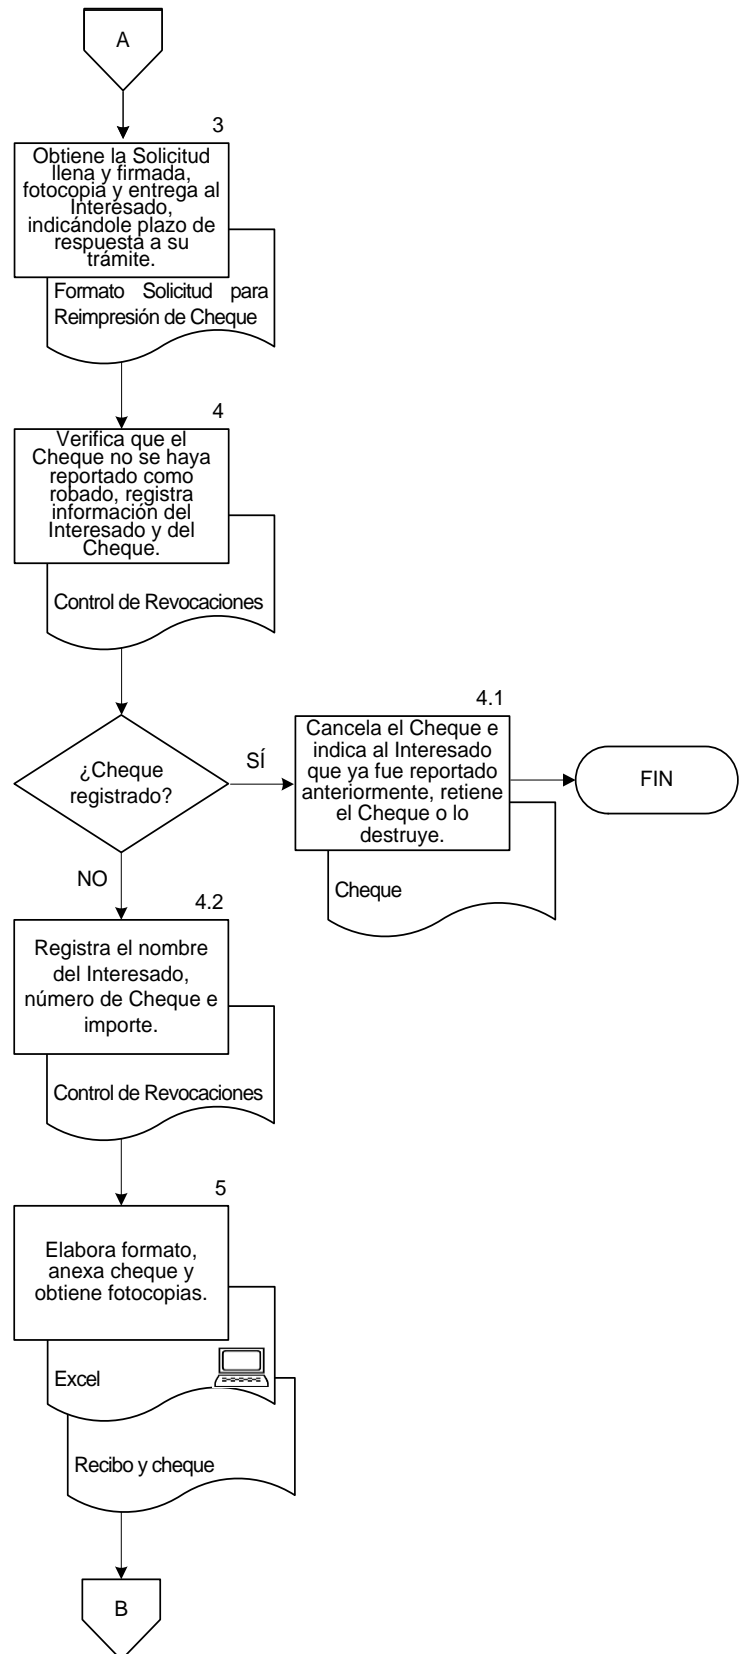 A
3
Obtiene la Solicitud
llena y firmada,
fotocopia y entrega al
Interesado,
indicándole plazo de
respuesta a su
trámite.
Formato Solicitud para
Reimpresión de Cheque
4
Verifica que el
Cheque no se haya
reportado como
robado, registra
información del
Interesado y del
Cheque.
Control de Revocaciones
¿Cheque
registrado?
SÍ
4.1
Cancela el Cheque e
indica al Interesado
que ya fue reportado
anteriormente, retiene
el Cheque o lo
destruye.
Cheque
FIN
NO
4.2
Registra el nombre
del Interesado,
número de Cheque e
importe.
Control de Revocaciones
5
Elabora formato,
anexa cheque y
obtiene fotocopias.
Excel
Recibo y cheque
B